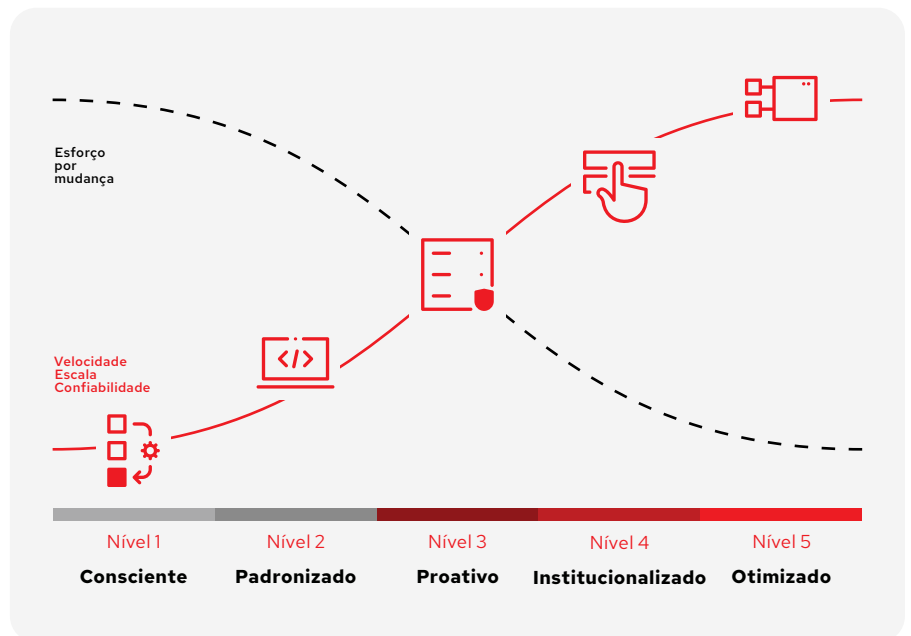 Esforço
por
mudança
Velocidade
Escala
Confiabilidade
Nível 1
Nível 2
Nível 3
Nível 4
Nível 5
Consciente
Padronizado
Proativo
Institucionalizado
Otimizado